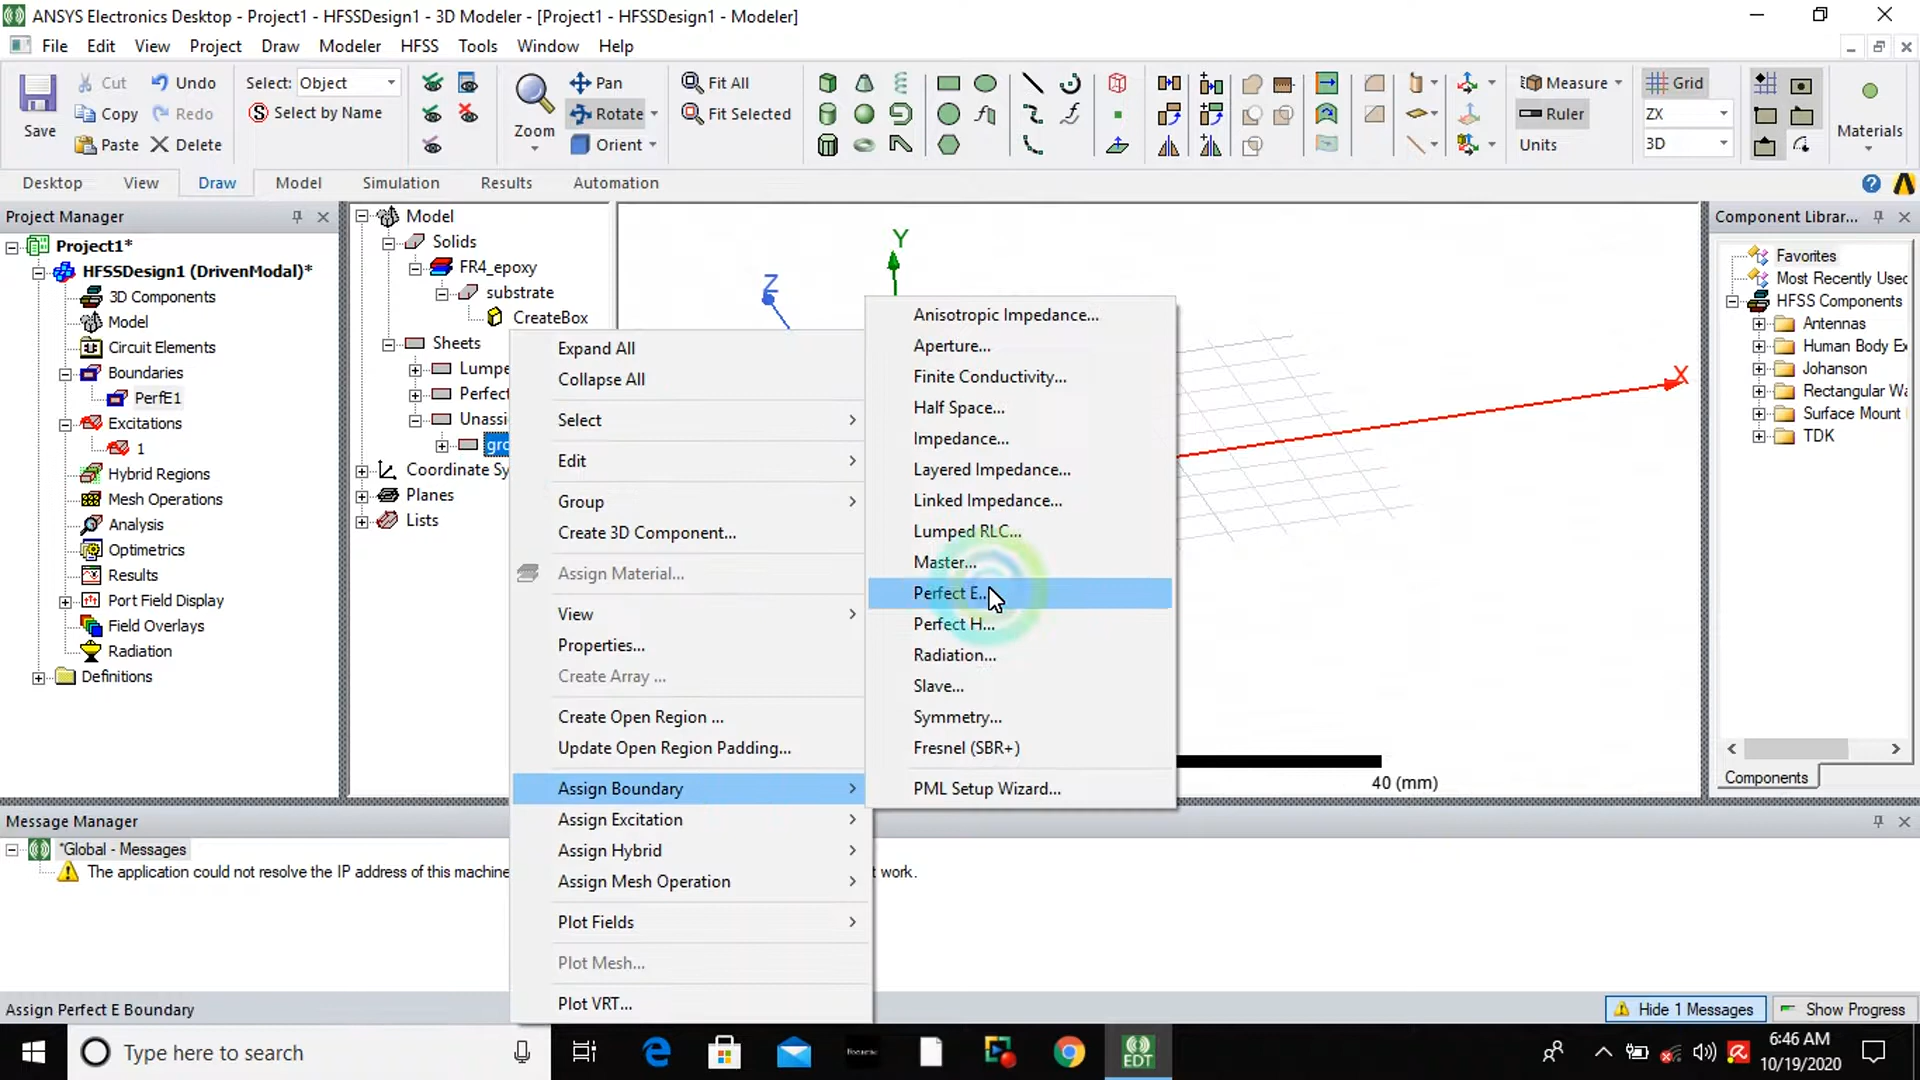 ANSYS Electronics Desktop - Project1 - HFSSDesign1 - 3D Modeler - [Project1 - HFSSDesign1 - Modeler]
File Edit View Project Draw Modeler HFSS Tools Window Help
Save
Cut
Copy
Paste
Undo
Redo
Delete
Select: Object
Select by Name
Zoom
Pan
Rotate
Orient
Fit All
Fit Selected
Measure
Ruler
Units
Grid
ZX
3D
Materials
Desktop View Draw Model Simulation Results Automation
Project Manager
Project1*
HFSSDesign1 (DrivenModal)*
3D Components
Model
Circuit Elements
Boundaries
PerfE1
Excitations
1
Hybrid Regions
Mesh Operations
Analysis
Optimetrics
Results
Port Field Display
Field Overlays
Radiation
Definitions
Model
Solids
FR4_epoxy
substrate
CreateBox
Sheets
Lumpe
Perfect
Unassi
gro
Coordinate Sy
Planes
Lists
Expand All
Collapse All
Select
Edit
Group
Create 3D Component...
Assign Material...
View
Properties...
Create Array ...
Create Open Region ...
Update Open Region Padding...
Assign Boundary
Assign Excitation
Assign Hybrid
Assign Mesh Operation
Plot Fields
Plot Mesh...
Plot VRT...
Anisotropic Impedance...
Aperture...
Finite Conductivity...
Half Space...
Impedance...
Layered Impedance...
Linked Impedance...
Lumped RLC...
Master...
Perfect E...
Perfect H...
Radiation...
Slave...
Symmetry...
Fresnel (SBR+)
PML Setup Wizard...
Y
Z
X
40 (mm)
Component Librar...
Favorites
Most Recently Used
HFSS Components
Antennas
Human Body Ex
Johanson
Rectangular Wa
Surface Mount
TDK
Components
Message Manager
*Global - Messages
The application could not resolve the IP address of this machine
t work.
Assign Perfect E Boundary
Hide 1 Messages
Show Progress
Type here to search
EDT
6:46 AM
10/19/2020